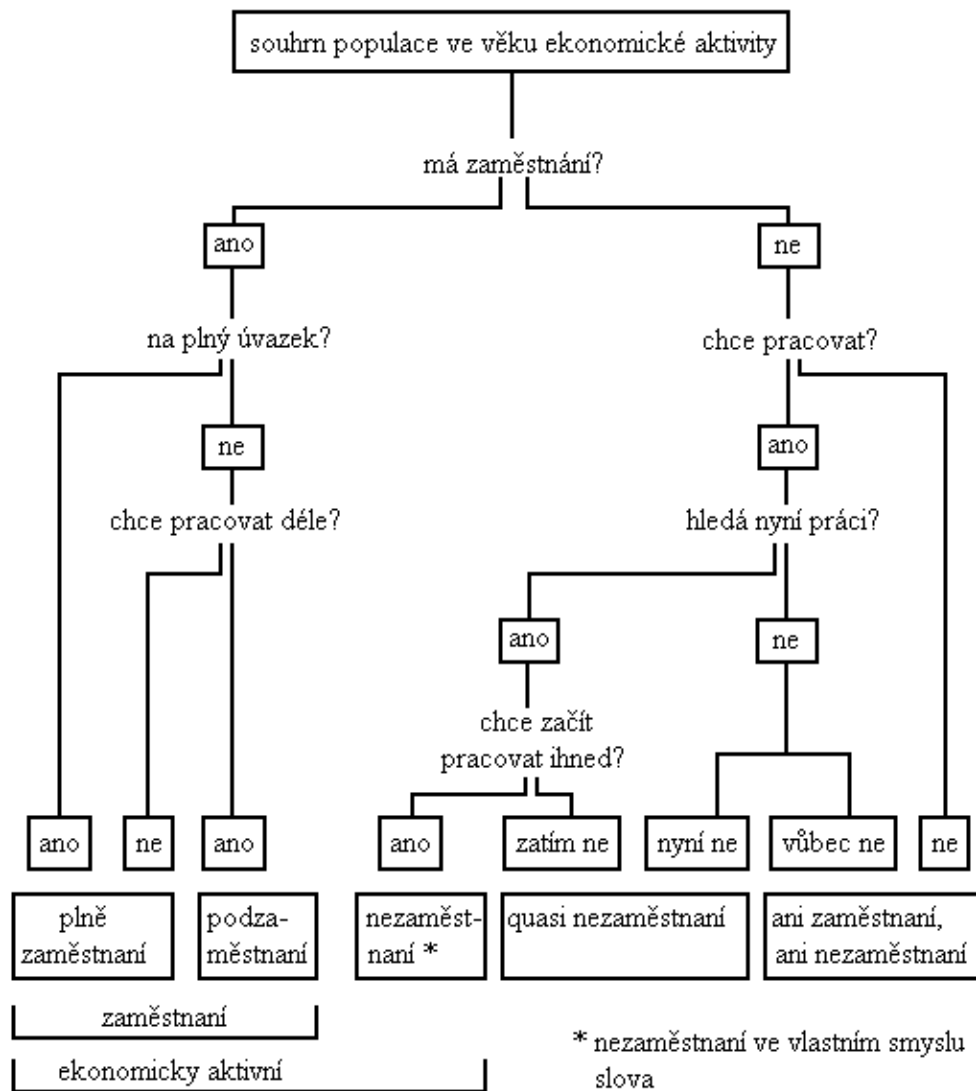 souhrn populace ve věku ekonomické aktivity
má zaměstnání?
ano
ne
na plný úvazek?
chce pracovat?
ne
ano
chce pracovat déle?
hledá nyní práci?
ano
ne
chce začít
pracovat ihned?
ano
ne
ano
ano
zatím ne
nyní ne
vůbec ne
ne
plně
zaměstnaní
podza-
městnaní
nezaměst-
naní *
quasi nezaměstnaní
ani zaměstnaní,
ani nezaměstnaní
zaměstnaní
ekonomicky aktivní
* nezaměstnaní ve vlastním smyslu
slova